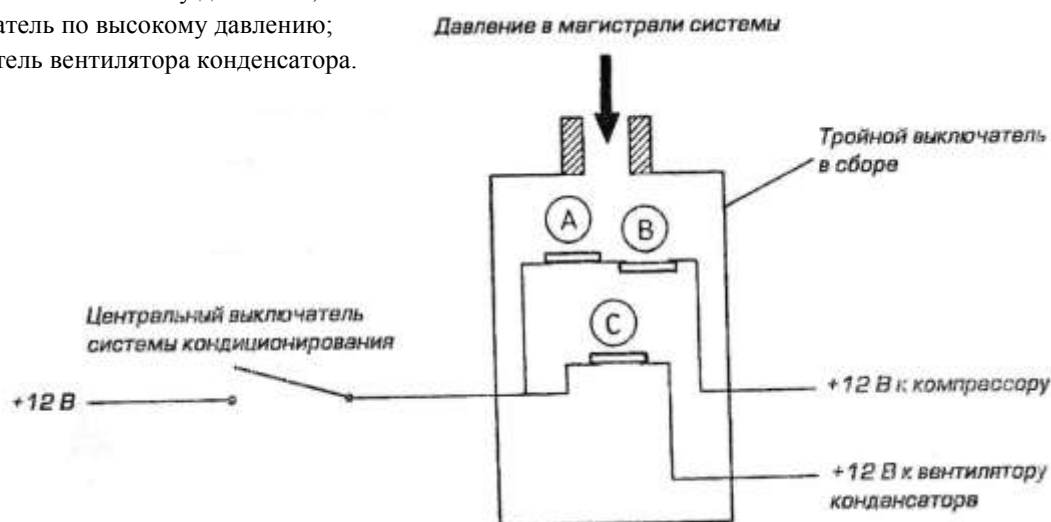 атель по высокому давлению;
тель вентилятора конденсатора.
Давление в магистрали системы
Тройной выключатель
в сборе
A
B
C
Центральный выключатель
системы кондиционирования
+12 В
+12 В к компрессору
+12 В к вентилятору
кондансатора